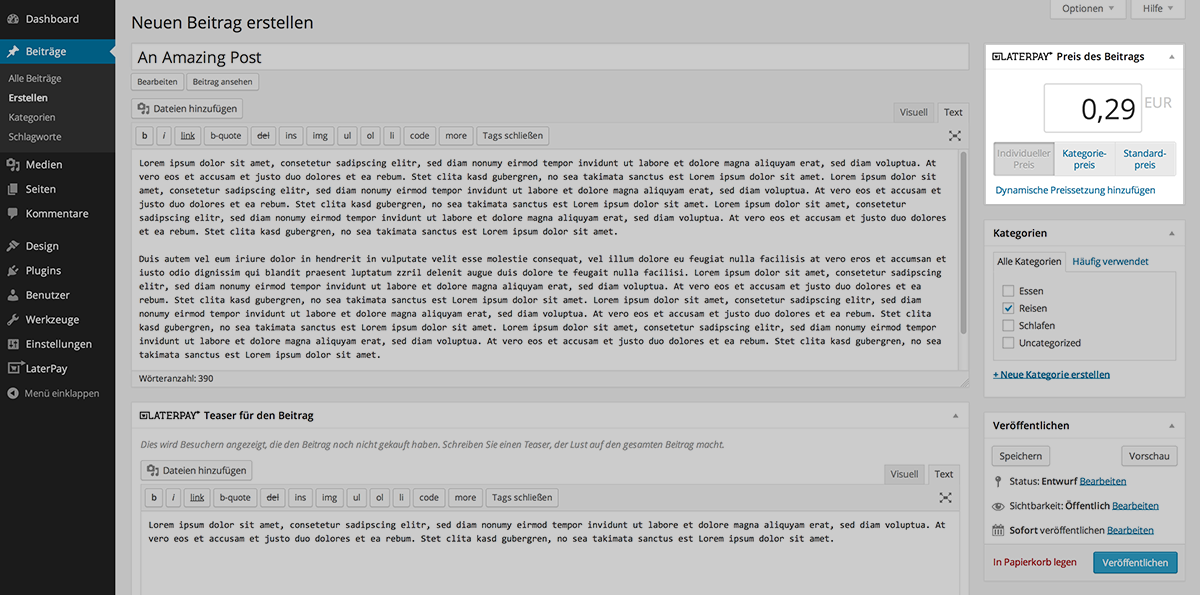 Dashboard
Beiträge
Alle Beiträge
Erstellen
Kategorien
Schlagworte
Medien
Seiten
Kommentare
Design
Plugins
Benutzer
Werkzeuge
Einstellungen
LaterPay
Menü einklappen
Optionen
Hilfe
Neuen Beitrag erstellen
An Amazing Post
Bearbeiten
Beitrag ansehen
Dateien hinzufügen
Visuell
Text
b
i
link
b-quote
del
ins
img
ul
ol
li
code
more
Tags schließen
Lorem ipsum dolor sit amet, consetetur sadipscing elitr, sed diam nonumy eirmod tempor invidunt ut labore et dolore magna aliquyam erat, sed diam voluptua. At
vero eos et accusam et justo duo dolores et ea rebum. Stet clita kasd gubergren, no sea takimata sanctus est Lorem ipsum dolor sit amet. Lorem ipsum dolor sit
amet, consetetur sadipscing elitr, sed diam nonumy eirmod tempor invidunt ut labore et dolore magna aliquyam erat, sed diam voluptua. At vero eos et accusam et
justo duo dolores et ea rebum. Stet clita kasd gubergren, no sea takimata sanctus est Lorem ipsum dolor sit amet. Lorem ipsum dolor sit amet, consetetur
sadipscing elitr, sed diam nonumy eirmod tempor invidunt ut labore et dolore magna aliquyam erat, sed diam voluptua. At vero eos et accusam et justo duo dolores
et ea rebum. Stet clita kasd gubergren, no sea takimata sanctus est Lorem ipsum dolor sit amet.
Duis autem vel eum iriure dolor in hendrerit in vulputate velit esse molestie consequat, vel illum dolore eu feugiat nulla facilisis at vero eros et accumsan et
iusto odio dignissim qui blandit praesent luptatum zzril delenit augue duis dolore te feugait nulla facilisi. Lorem ipsum dolor sit amet, consetetur sadipscing
elitr, sed diam nonumy eirmod tempor invidunt ut labore et dolore magna aliquyam erat, sed diam voluptua. At vero eos et accusam et justo duo dolores et ea
rebum. Stet clita kasd gubergren, no sea takimata sanctus est Lorem ipsum dolor sit amet. Lorem ipsum dolor sit amet, consetetur sadipscing elitr, sed diam
nonumy eirmod tempor invidunt ut labore et dolore magna aliquyam erat, sed diam voluptua. At vero eos et accusam et justo duo dolores et ea rebum. Stet clita
kasd gubergren, no sea takimata sanctus est Lorem ipsum dolor sit amet. Lorem ipsum dolor sit amet, consetetur sadipscing elitr, sed diam nonumy eirmod tempor
invidunt ut labore et dolore magna aliquyam erat, sed diam voluptua. At vero eos et accusam et justo duo dolores et ea rebum. Stet clita kasd gubergren, no sea
takimata sanctus est Lorem ipsum dolor sit amet.
Wörteranzahl: 390
LATERPAY Teaser für den Beitrag
Dies wird Besuchern angezeigt, die den Beitrag noch nicht gekauft haben. Schreiben Sie einen Teaser, der Lust auf den gesamten Beitrag macht.
Dateien hinzufügen
Visuell
Text
b
i
link
b-quote
del
ins
img
ul
ol
li
code
more
Tags schließen
Lorem ipsum dolor sit amet, consetetur sadipscing elitr, sed diam nonumy eirmod tempor invidunt ut labore et dolore magna aliquyam erat, sed diam voluptua. At
vero eos et accusam et justo duo dolores et ea rebum. Stet clita kasd gubergren, no sea takimata sanctus est Lorem ipsum dolor sit amet.
LATERPAY Preis des Beitrags
0,29 EUR
Individueller
Preis
Kategorie-
preis
Standard-
preis
Dynamische Preissetzung hinzufügen
Kategorien
Alle Kategorien
Häufig verwendet
Essen
Reisen
Schlafen
Uncategorized
+ Neue Kategorie erstellen
Veröffentlichen
Speichern
Vorschau
Status: Entwurf Bearbeiten
Sichtbarkeit: Öffentlich Bearbeiten
Sofort veröffentlichen Bearbeiten
In Papierkorb legen
Veröffentlichen